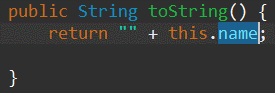 public String toString() {
return "" + this.name;
}